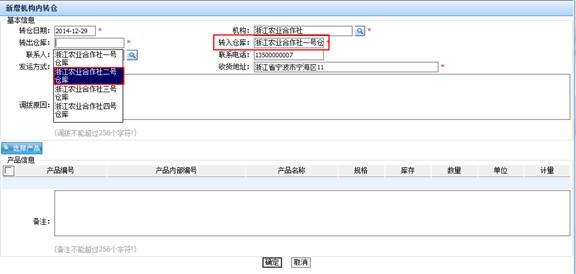 新增机构内转仓
基本信息
转仓日期: 2014-12-29 * 机构: 浙江农业合作社 *
转出仓库: * 转入仓库: 浙江农业合作社一号仓 *
联系人: 浙江农业合作社一号仓库 联系电话: 13500000007
浙江农业合作社二号仓库
发运方式: 收货地址: 浙江省宁波市宁海区11 *
浙江农业合作社三号仓库
浙江农业合作社四号仓库
调拨原因:
(调拨不能超过256个字符!)
选择产品
产品信息
产品编号 产品内部编号 产品名称 规格 库存 数量 单位 计量
备注:
(备注不能超过256个字符!)
确定 取消